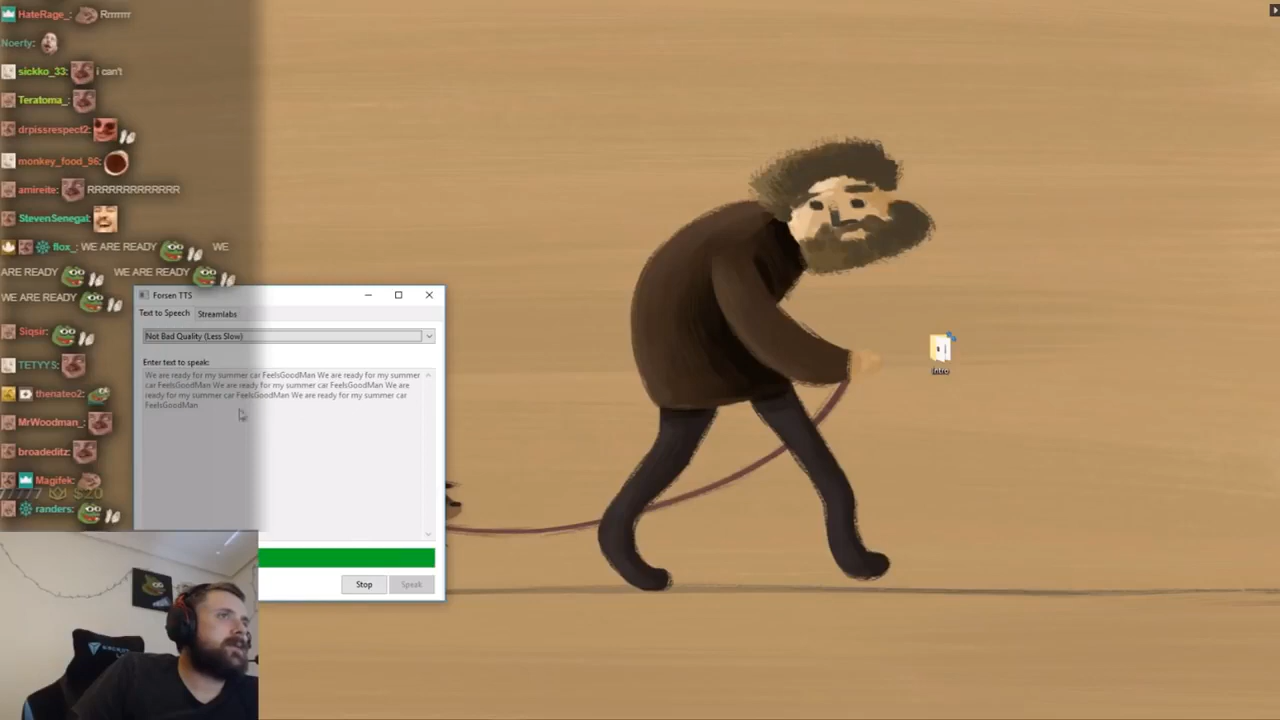 HateRage_: Rrrrrrr
Noerty:
sickko_33: i can't
Teratoma_:
drpissrespect2:
monkey_food_96:
amireite: RRRRRRRRRRRRR
StevenSenegal:
flox_: WE ARE READY WE
ARE READY WE ARE READY
WE ARE READY
Siqsir:
TETYYS:
thenateo2:
MrWoodman_:
broadeditz:
Magifek:
$20
randers:
Forsen TTS
Text to Speech Streamlabs
Not Bad Quality (Less Slow)
Enter text to speak:
We are ready for my summer car FeelsGoodMan We are ready for my summer
car FeelsGoodMan We are ready for my summer car FeelsGoodMan We are
ready for my summer car FeelsGoodMan We are ready for my summer car
FeelsGoodMan
Stop Speak
intro